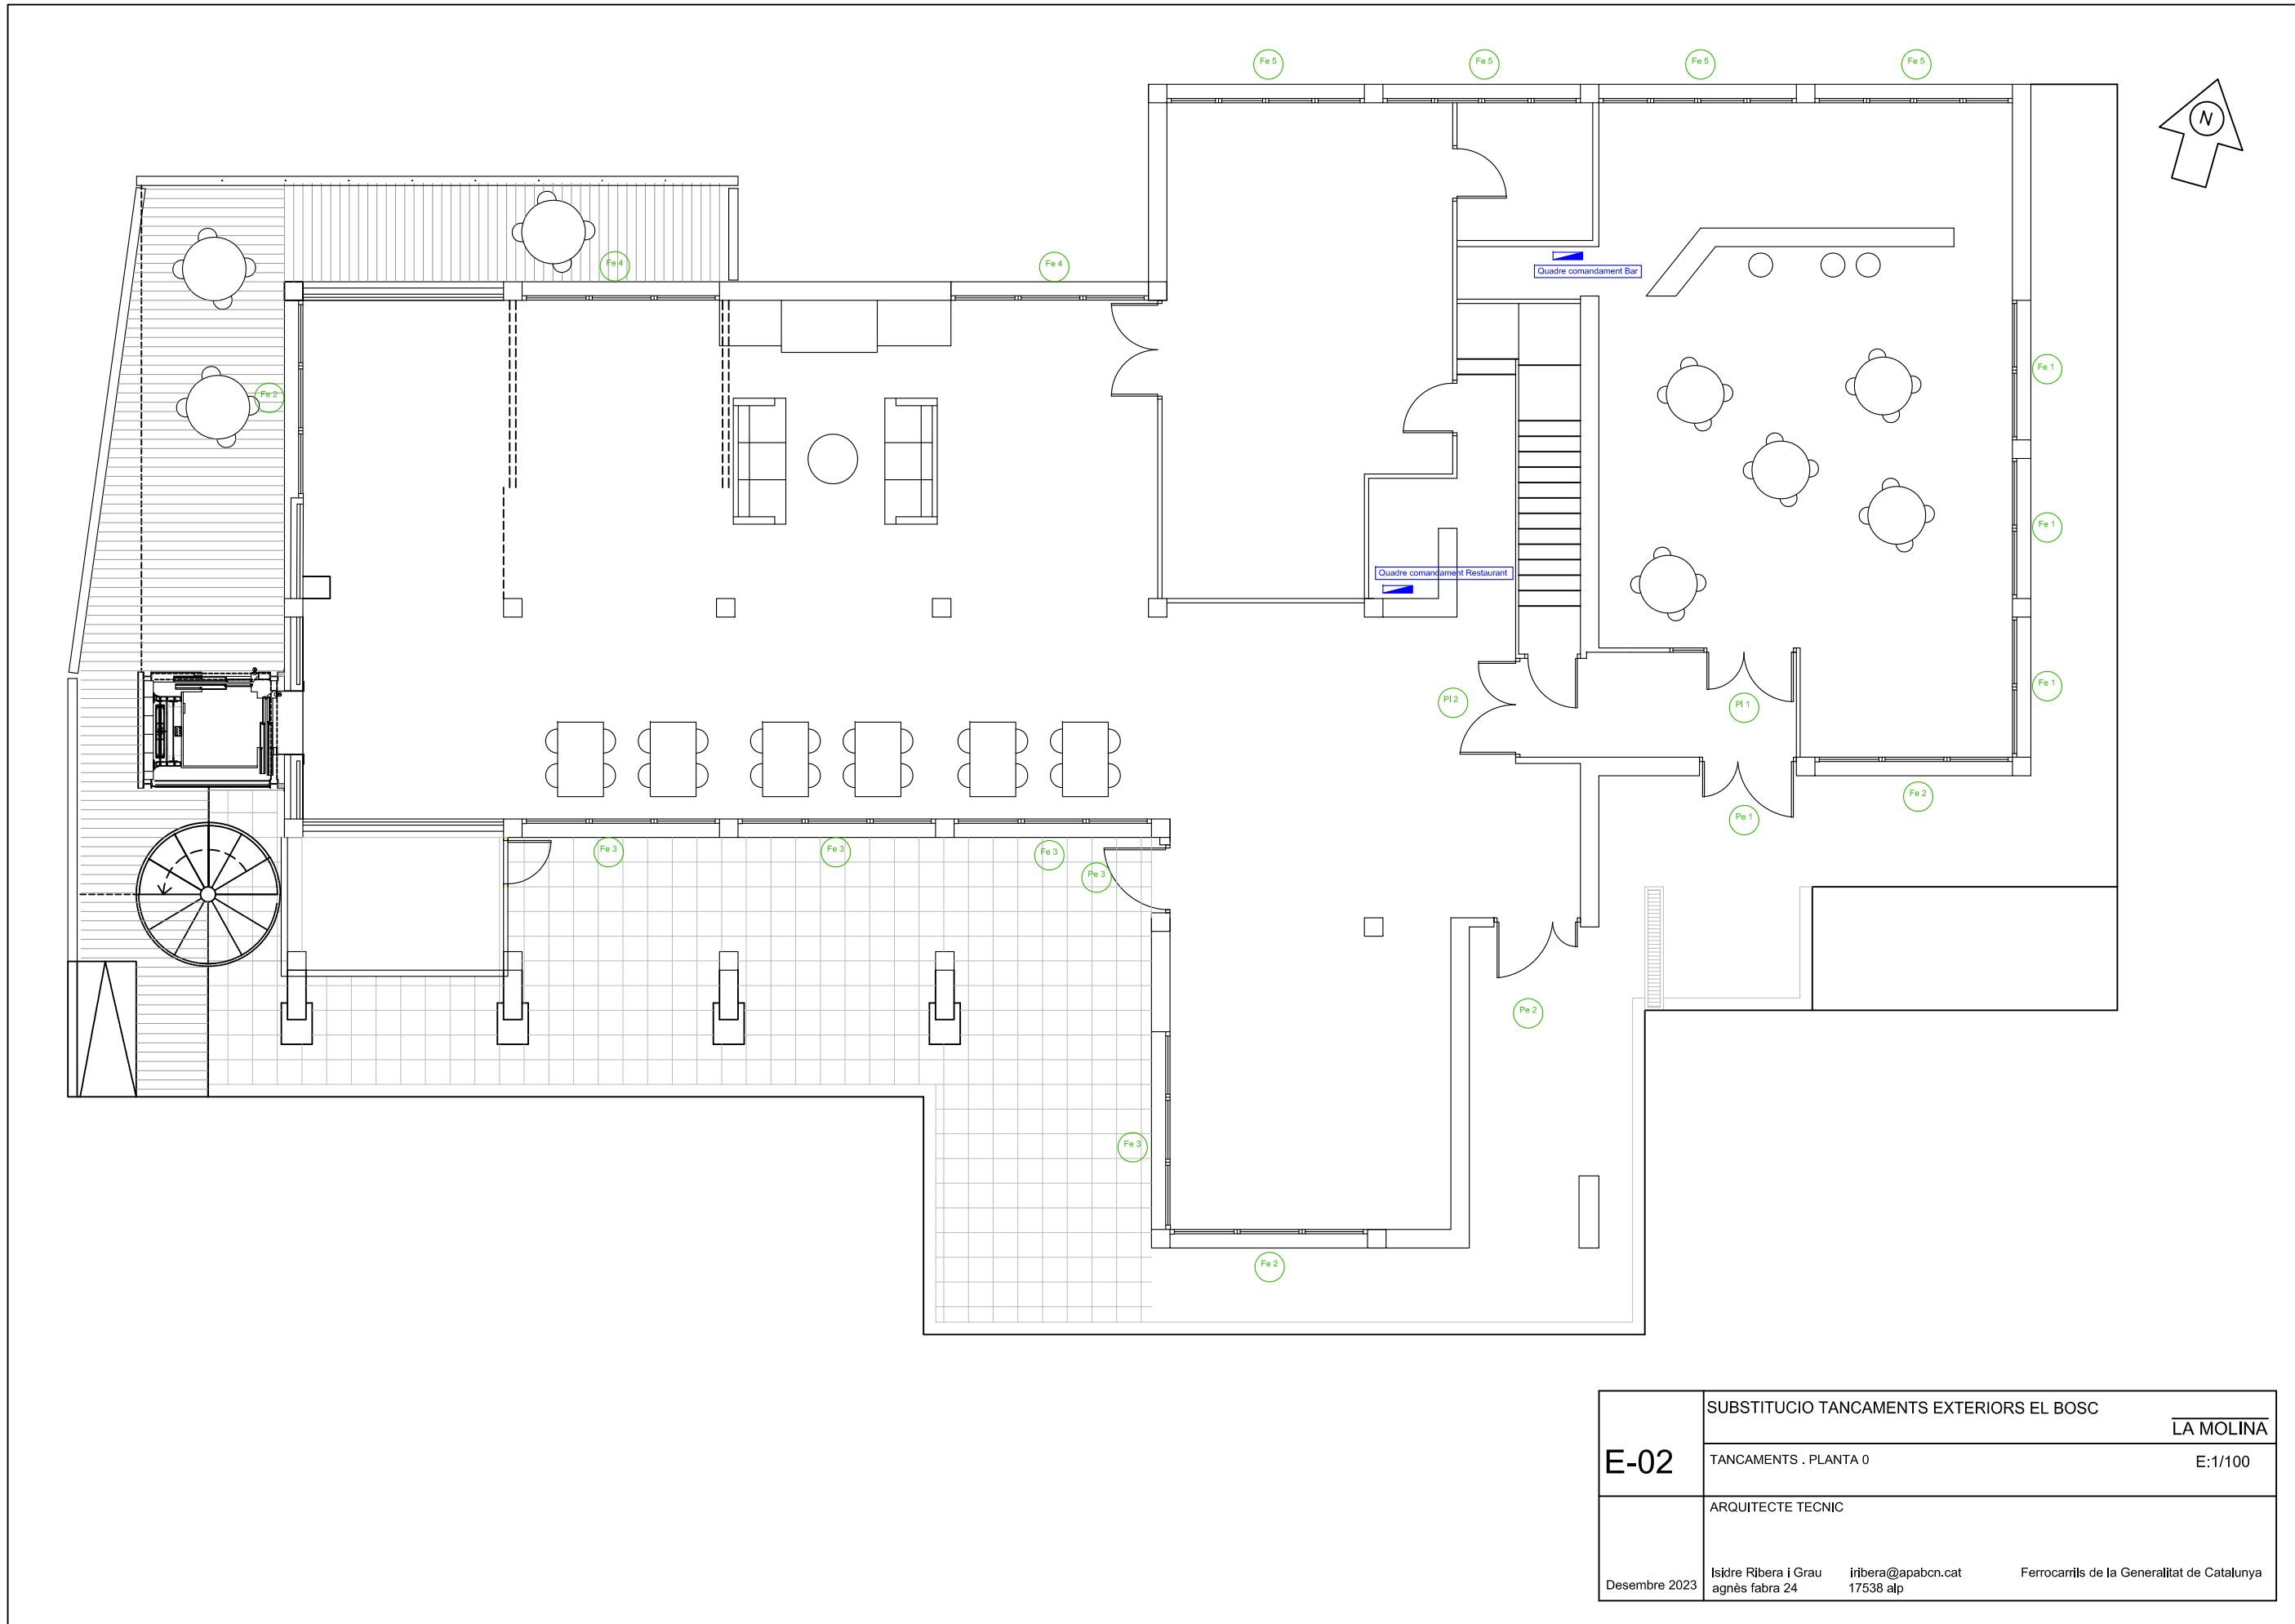 Fe 5
Fe 5
Fe 5
Fe 5
N
Fe 4
Fe 4
Quadre comandament Bar
Fe 2
Fe 1
Fe 1
Quadre comandament Restaurant
Fe 1
PI 2
PI 1
Fe 2
Pe 1
Fe 3
Fe 3
Fe 3
Pe 3
Pe 2
Fe 3
Fe 2
SUBSTITUCIO TANCAMENTS EXTERIORS EL BOSC
LA MOLINA
E-02
TANCAMENTS . PLANTA 0
E:1/100
ARQUITECTE TECNIC
Desembre 2023
Isidre Ribera i Grau
iribera@apabcn.cat
Ferrocarrils de la Generalitat de Catalunya
agnès fabra 24
17538 alp